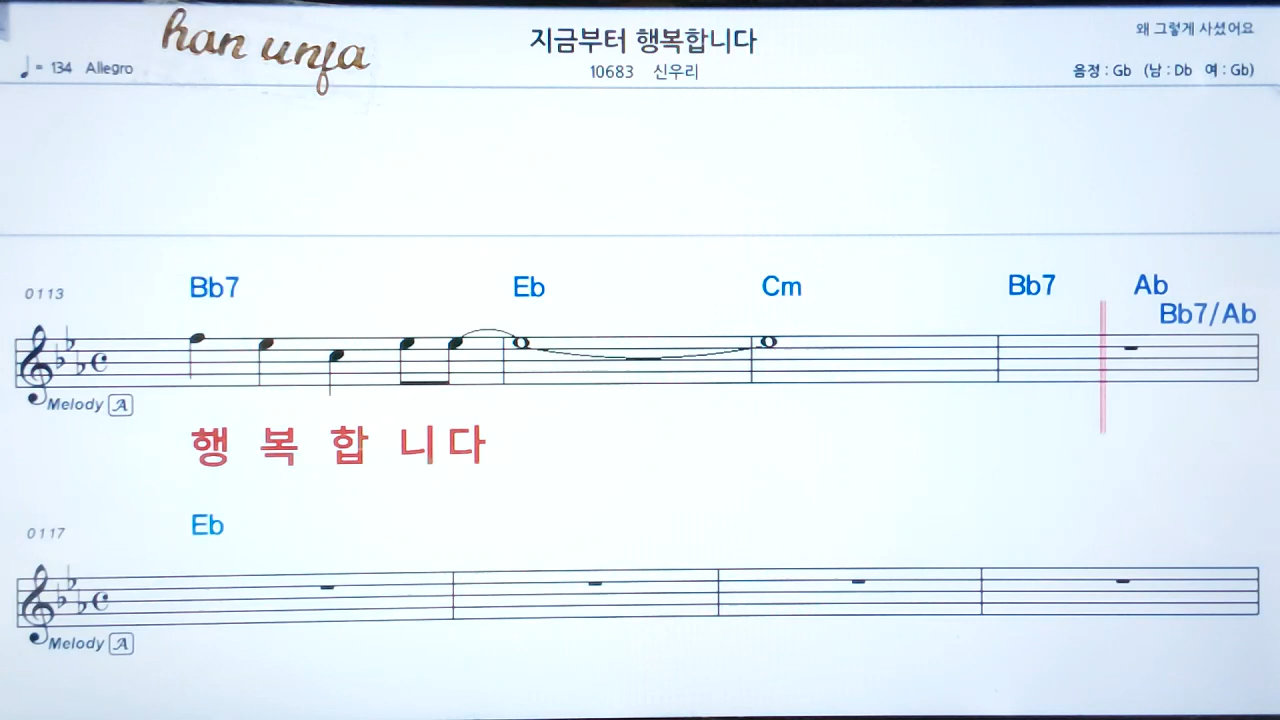 han unfa
지금부터 행복합니다
왜 그렇게 사셨어요
♩= 134 Allegro
10683 신우리
음정 : Gb (남 : Db 여 : Gb)
0113
Bb7 Eb Cm Bb7 Ab
Bb7/Ab
Melody A
행 복 합 니 다
0117
Eb
Melody A